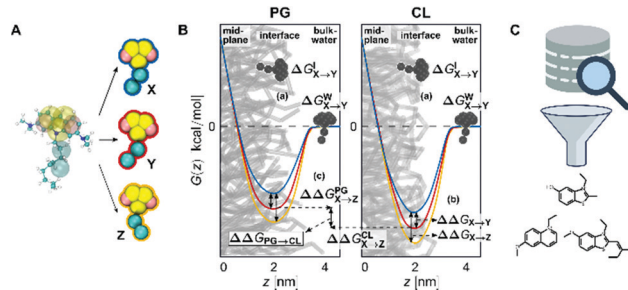 A
B
PG
CL
C
mid-
plane
interface
bulk-
water
mid-
plane
interface
bulk-
water
X
Y
Z
ΔG^I_X→Y
(a)
ΔG^W_X→Y
ΔG^I_X→Y
(a)
ΔG^W_X→Y
G(z) kcal/mol|
0
0
(c)
ΔΔG^PG_X→Z
ΔΔG_PG→CL
ΔΔG^CL_X→Z
(b)
ΔΔG_X→Y
ΔΔG_X→Z
0 2 4
0 2 4
z [nm]
z [nm]